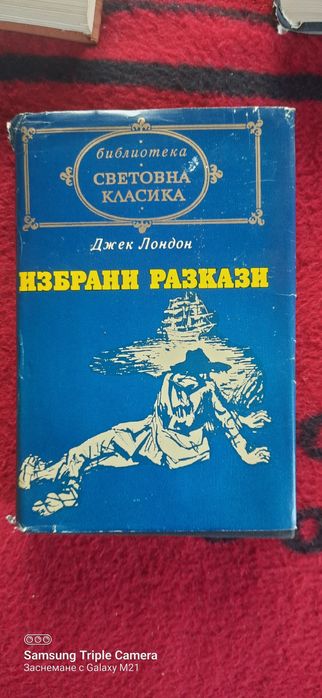 библиотека
СВЕТОВНА
КЛАСИКА
Джек Лондон
ИЗБРАНИ РАЗКАЗИ
Samsung Triple Camera
Заснемане с Galaxy M21